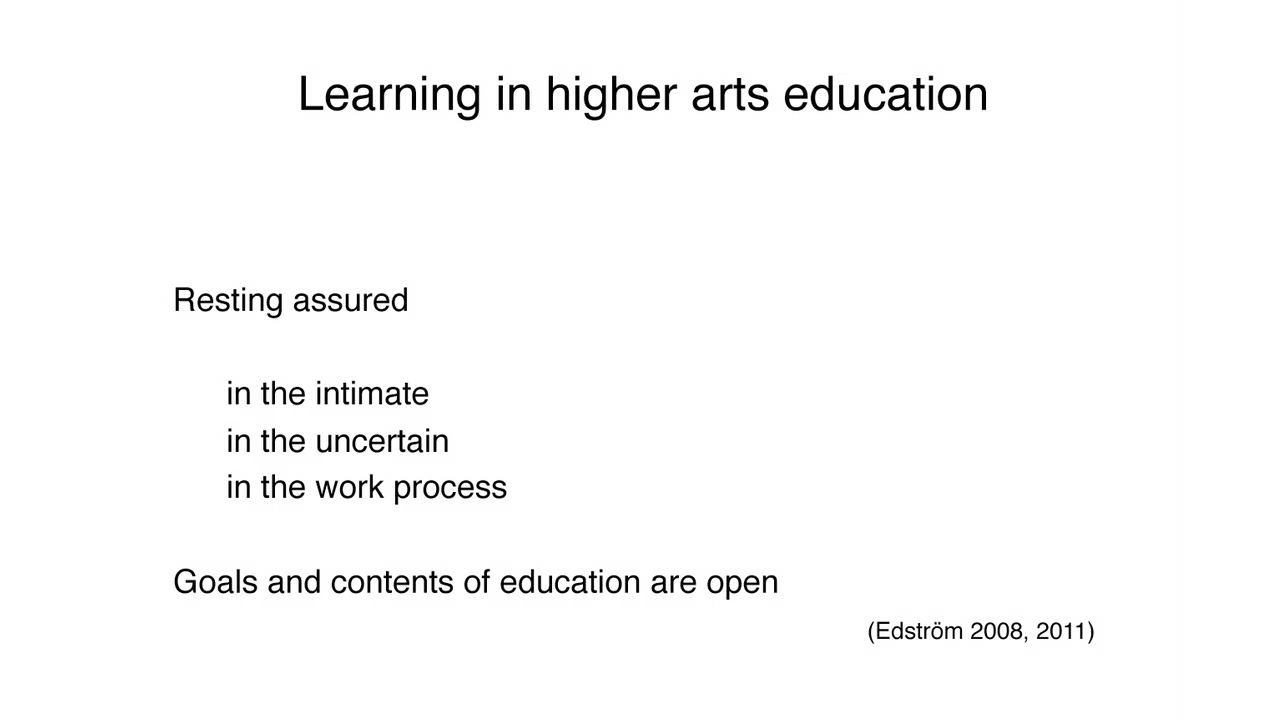 Learning in higher arts education
Resting assured
in the intimate
in the uncertain
in the work process
Goals and contents of education are open
(Edström 2008, 2011)